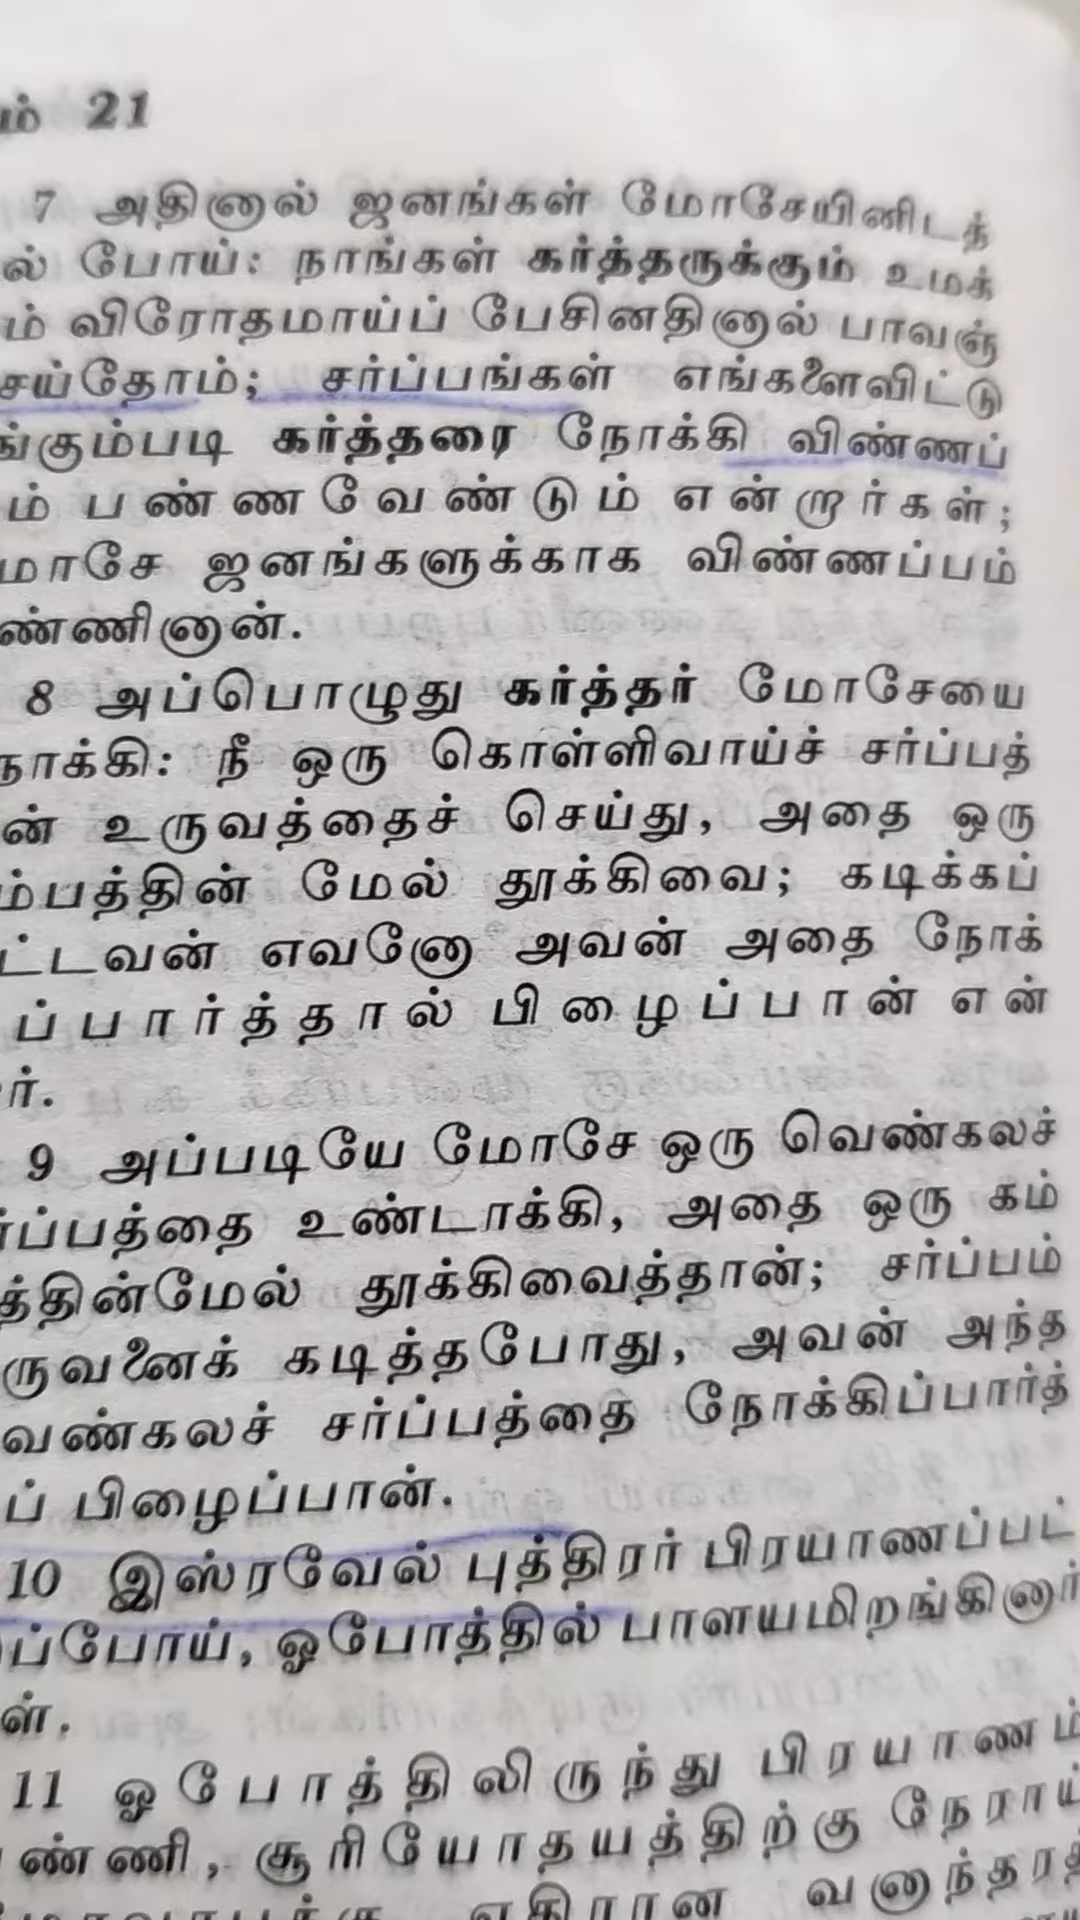 ம் 21
7 அதினால் ஜனங்கள் மோசேயினிடத்
ல் போய்: நாங்கள் கர்த்தருக்கும் உமக்
ம் விரோதமாய்ப் பேசினதினால் பாவஞ்
சய்தோம்; சர்ப்பங்கள் எங்களைவிட்டு
ங்கும்படி கர்த்தரை நோக்கி விண்ணப்
ம் பண்ணவேண்டும் என்றார்கள்;
மாசே ஜனங்களுக்காக விண்ணப்பம்
ண்ணினான்.
8 அப்பொழுது கர்த்தர் மோசேயை
நாக்கி: நீ ஒரு கொள்ளிவாய்ச் சர்ப்பத்
ன் உருவத்தைச் செய்து, அதை ஒரு
ம்பத்தின் மேல் தூக்கிவை; கடிக்கப்
ட்டவன் எவனோ அவன் அதை நோக்
ப்பார்த்தால் பிழைப்பான் என்
ர்.
9 அப்படியே மோசே ஒரு வெண்கலச்
ர்ப்பத்தை உண்டாக்கி, அதை ஒரு கம்
த்தின்மேல் தூக்கிவைத்தான்; சர்ப்பம்
ருவனைக் கடித்தபோது, அவன் அந்த
வண்கலச் சர்ப்பத்தை நோக்கிப்பார்த்
ப் பிழைப்பான்.
10 இஸ்ரவேல் புத்திரர் பிரயாணப்பட்
ப்போய், ஓபோத்தில் பாளயமிறங்கினார்
ள்.
11 ஓபோத்திலிருந்து பிரயாணம்
ண்ணி, சூரியோதயத்திற்கு நேராய்
எதிரான வனாந்தரத்